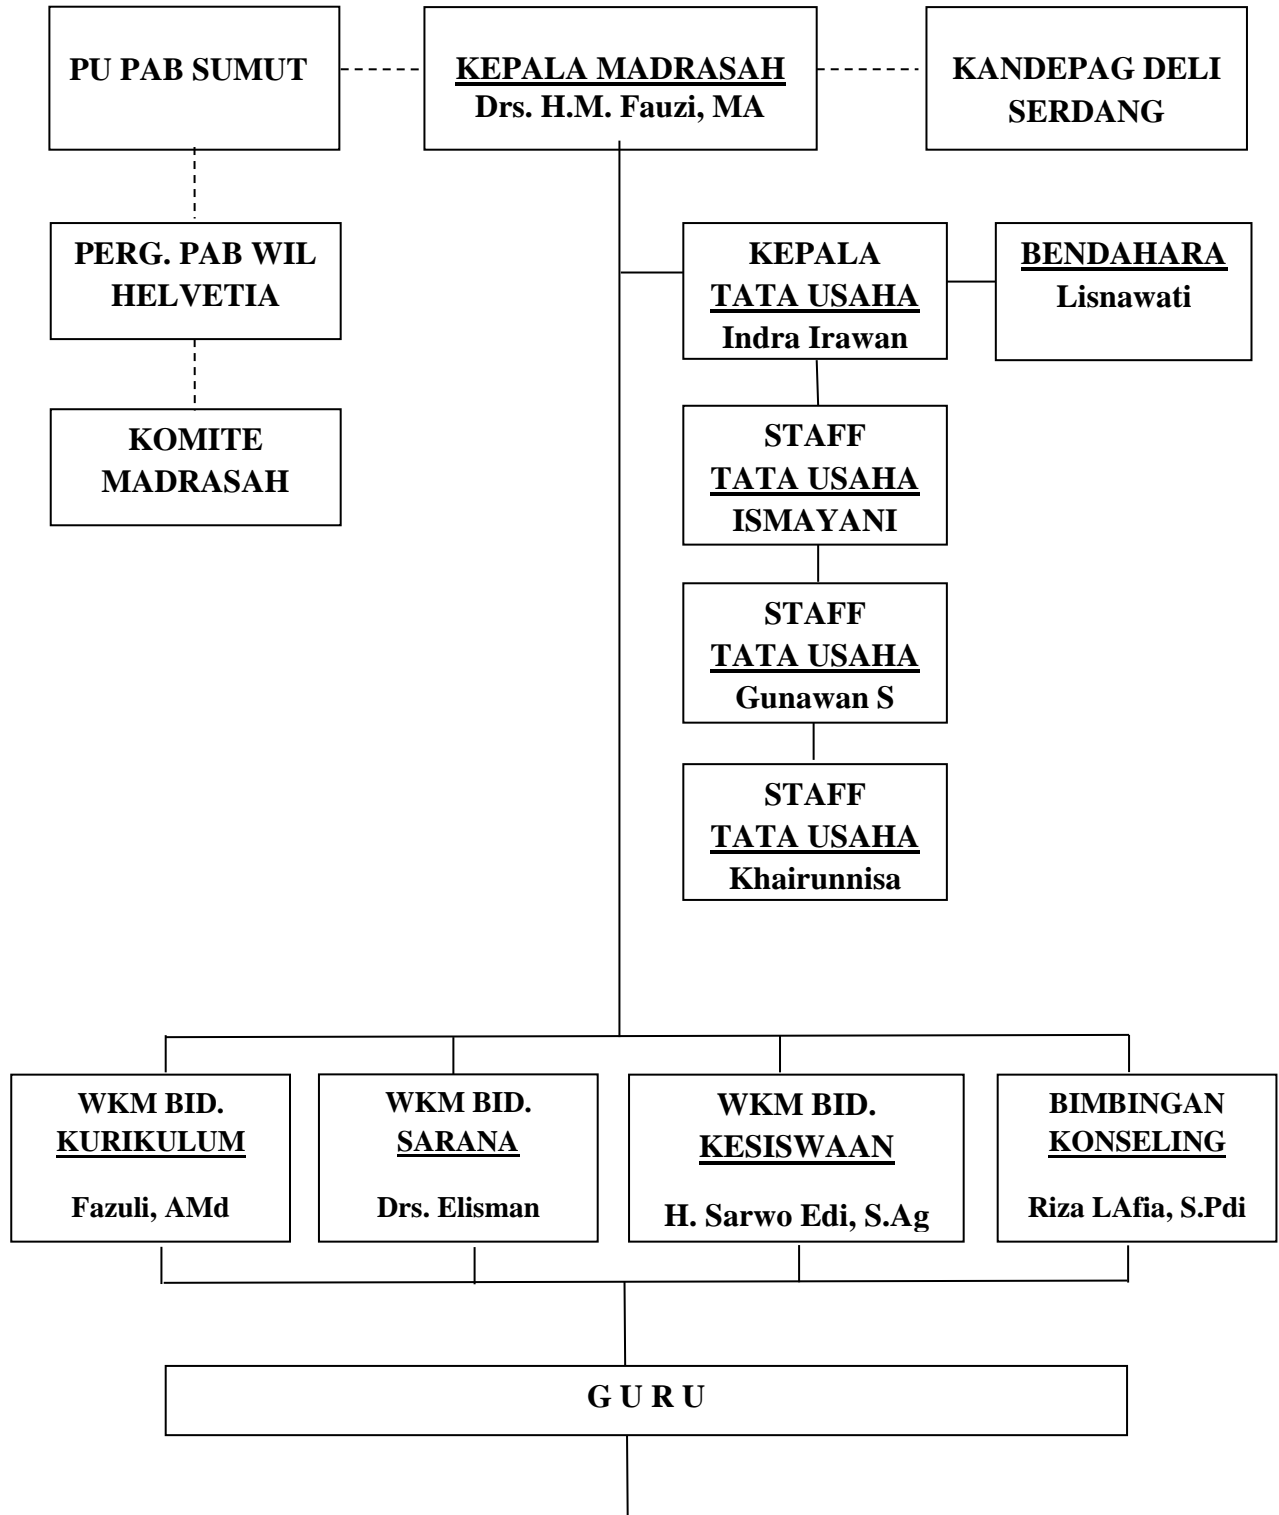 PU PAB SUMUT
KEPALA MADRASAH
Drs. H.M. Fauzi, MA
KANDEPAG DELI
SERDANG
PERG. PAB WIL
HELVETIA
KEPALA
TATA USAHA
Indra Irawan
BENDAHARA
Lisnawati
KOMITE
MADRASAH
STAFF
TATA USAHA
ISMAYANI
STAFF
TATA USAHA
Gunawan S
STAFF
TATA USAHA
Khairunnisa
WKM BID.
KURIKULUM
Fazuli, AMd
WKM BID.
SARANA
Drs. Elisman
WKM BID.
KESISWAAN
H. Sarwo Edi, S.Ag
BIMBINGAN
KONSELING
Riza LAfia, S.Pdi
G U R U